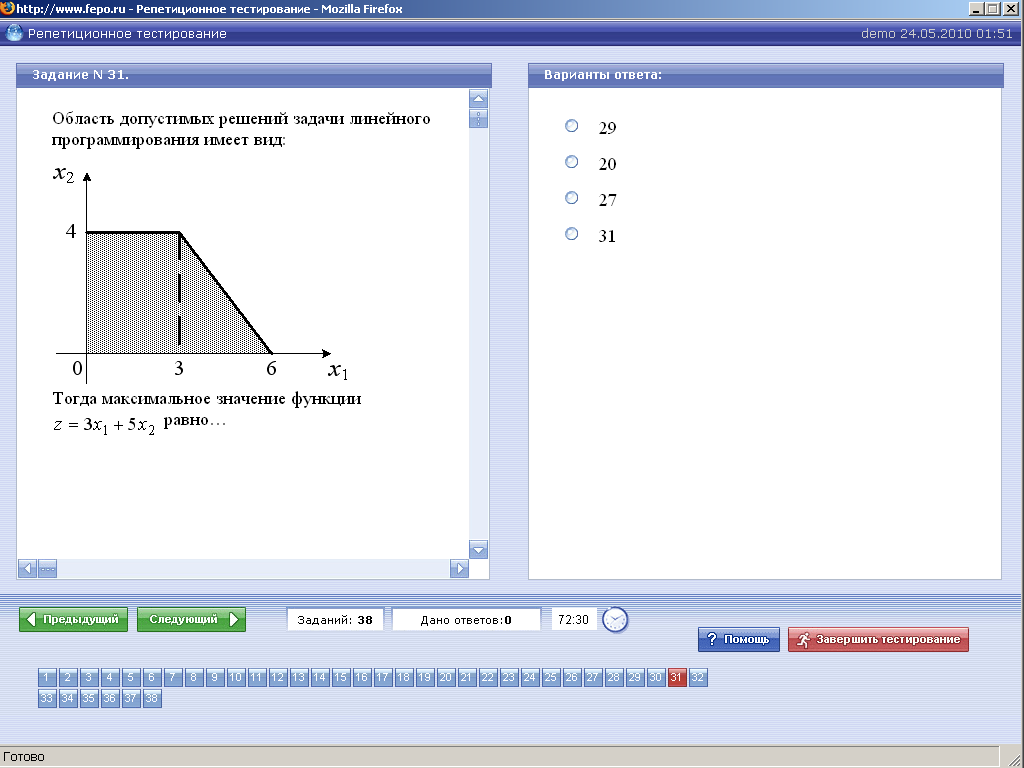 http://www.fepo.ru - Репетиционное тестирование - Mozilla Firefox
Репетиционное тестирование
demo 24.05.2010 01:51
Задание N 31.
Область допустимых решений задачи линейного
программирования имеет вид:
x2
4
0 3 6 x1
Тогда максимальное значение функции
z = 3x1 + 5x2 равно…
Варианты ответа:
29
20
27
31
Предыдущий Следующий Заданий: 38 Дано ответов:0 72:30
? Помощь Завершить тестирование
1 2 3 4 5 6 7 8 9 10 11 12 13 14 15 16 17 18 19 20 21 22 23 24 25 26 27 28 29 30 31 32
33 34 35 36 37 38
Готово